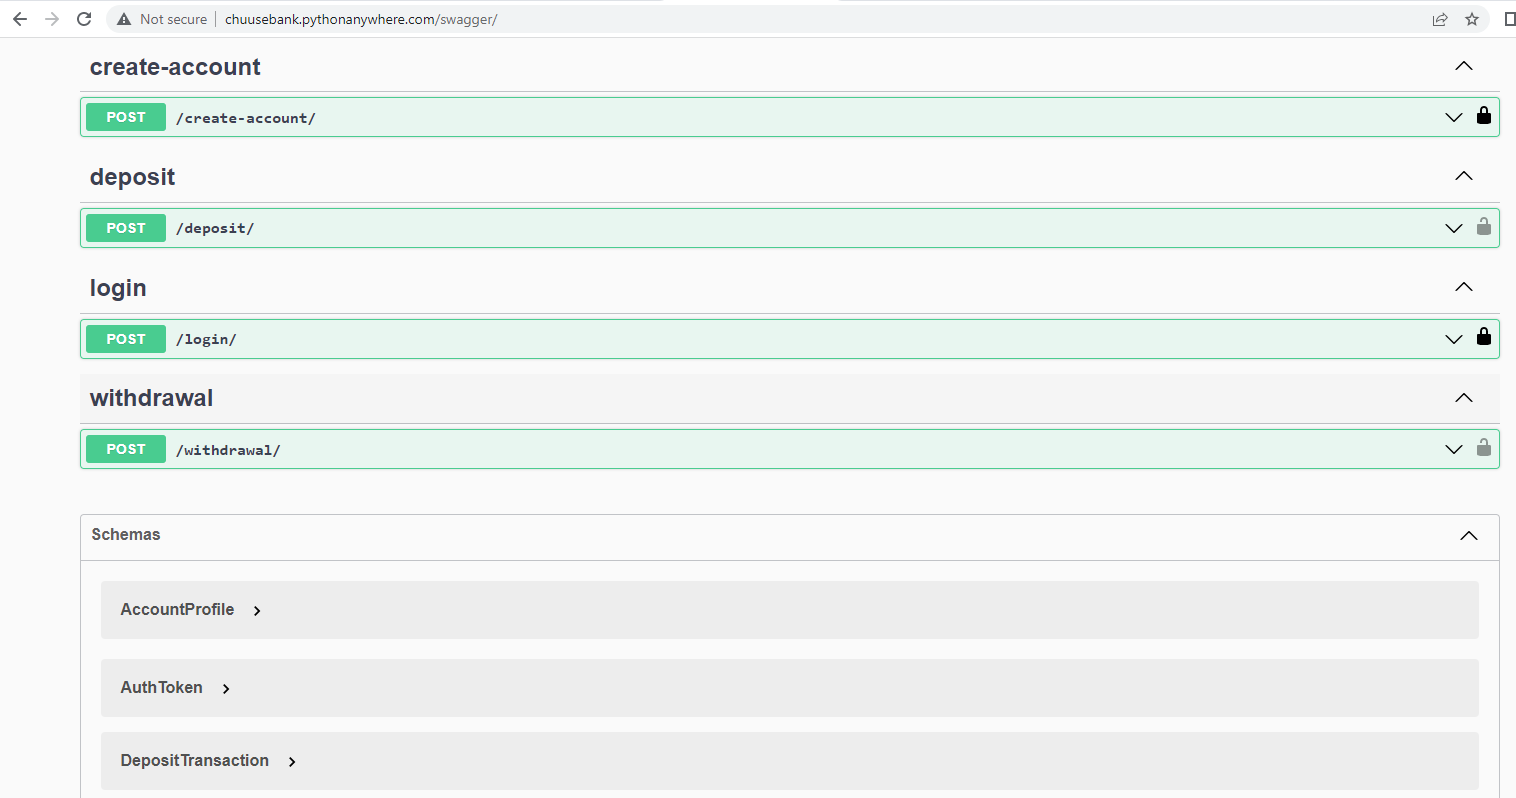 Not secure chuusebank.pythonanywhere.com/swagger/
create-account
POST /create-account/
deposit
POST /deposit/
login
POST /login/
withdrawal
POST /withdrawal/
Schemas
AccountProfile
AuthToken
DepositTransaction